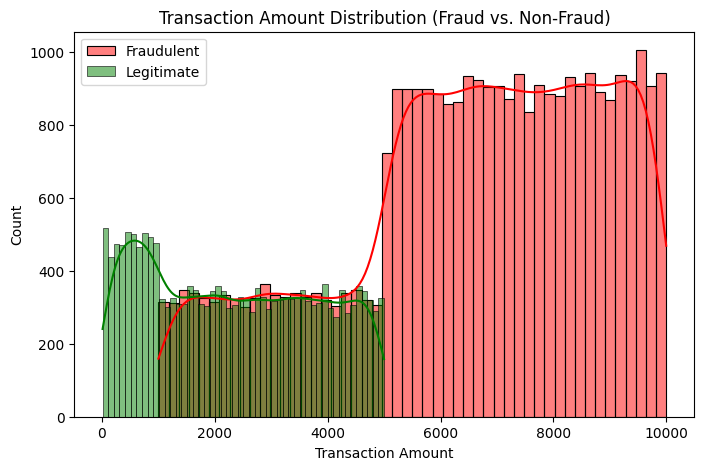 Transaction Amount Distribution (Fraud vs. Non-Fraud)
Fraudulent
Legitimate
1000
800
600
400
200
0
Count
0
2000
4000
6000
8000
10000
Transaction Amount